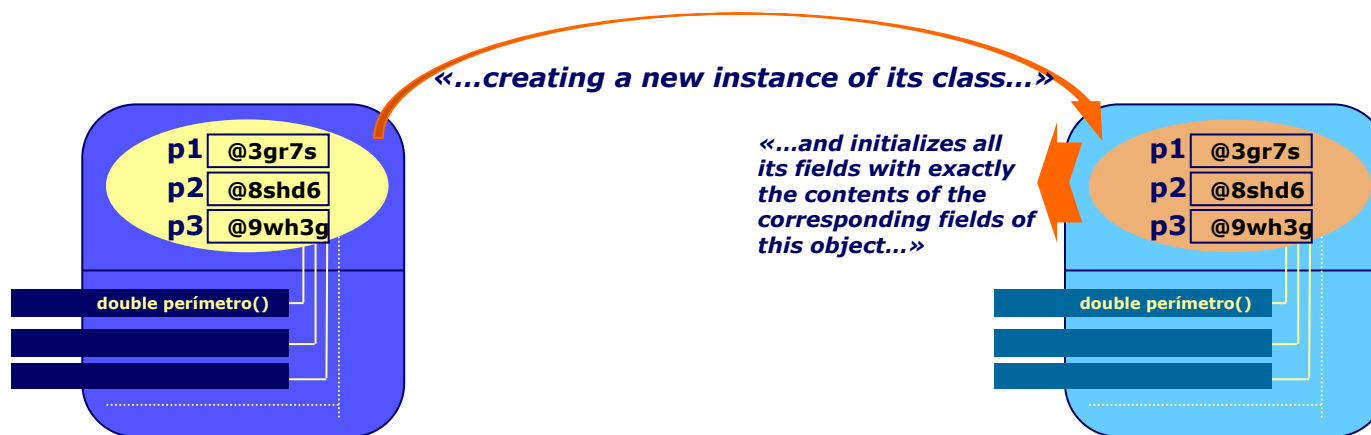 «...creating a new instance of its class...»
p1 @3gr7s
p2 @8shd6
p3 @9wh3g
double perímetro()
«...and initializes all
its fields with exactly
the contents of the
corresponding fields of
this object...»
p1 @3gr7s
p2 @8shd6
p3 @9wh3g
double perímetro()